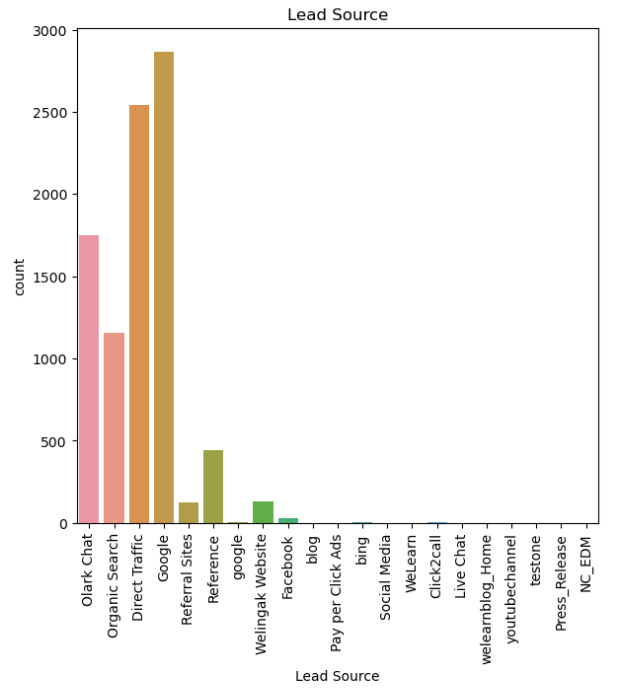 Lead Source
3000
2500
2000
1500
1000
500
0
count
Olark Chat
Organic Search
Direct Traffic
Google
Referral Sites
Reference
google
Welingak Website
Facebook
blog
Pay per Click Ads
bing
Social Media
WeLearn
Click2call
Live Chat
welearnblog_Home
youtubechannel
testone
Press_Release
NC_EDM
Lead Source